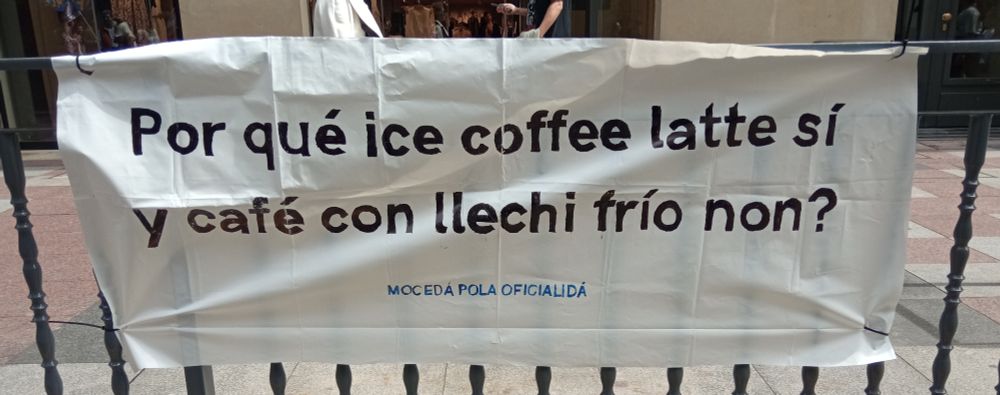 Por qué ice coffee latte sí
y café con llechi frío non?
MOCEDÁ POLA OFICIALIDÁ